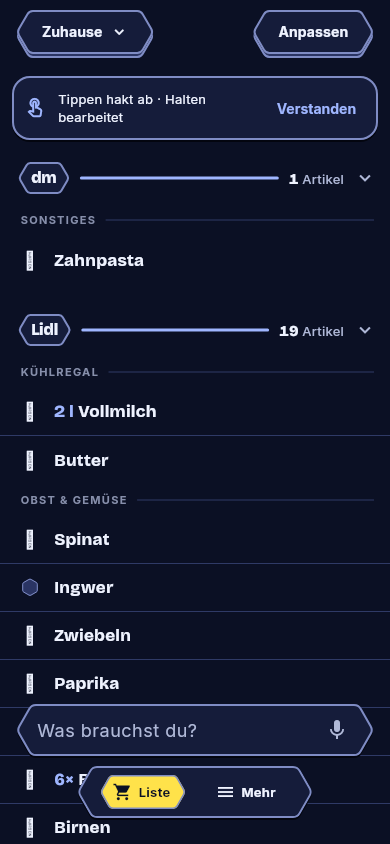 Zuhause
Anpassen
Tippen hakt ab · Halten
bearbeitet
Verstanden
dm
1 Artikel
SONSTIGES
Zahnpasta
Lidl
19 Artikel
KÜHLREGAL
2 l Vollmilch
Butter
OBST & GEMÜSE
Spinat
Ingwer
Zwiebeln
Paprika
Was brauchst du?
6×
Liste
Mehr
Birnen